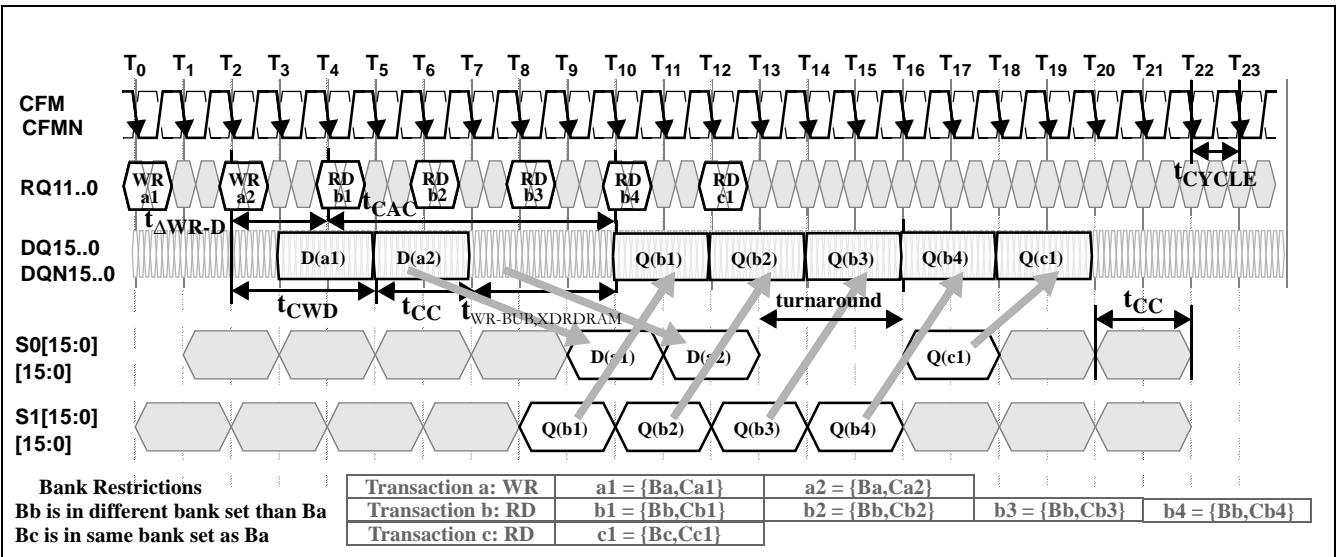 T0 T1 T2 T3 T4 T5 T6 T7 T8 T9 T10 T11 T12 T13 T14 T15 T16 T17 T18 T19 T20 T21 T22 T23
CFM
CFMN
RQ11..0
WR a1
WR a2
RD b1
RD b2
RD b3
RD b4
RD c1
tCYCLE
tΔWR-D
tCAC
DQ15..0
DQN15..0
D(a1) D(a2) Q(b1) Q(b2) Q(b3) Q(b4) Q(c1)
tCWD
tCC
tWR-BUB,XDRDRAM
turnaround
tCC
S0[15:0]
[15:0]
D(a1) D(a2) Q(c1)
S1[15:0]
[15:0]
Q(b1) Q(b2) Q(b3) Q(b4)
Bank Restrictions
Bb is in different bank set than Ba
Bc is in same bank set as Ba
Transaction a: WR a1 = {Ba,Ca1} a2 = {Ba,Ca2}
Transaction b: RD b1 = {Bb,Cb1} b2 = {Bb,Cb2} b3 = {Bb,Cb3} b4 = {Bb,Cb4}
Transaction c: RD c1 = {Bc,Cc1}